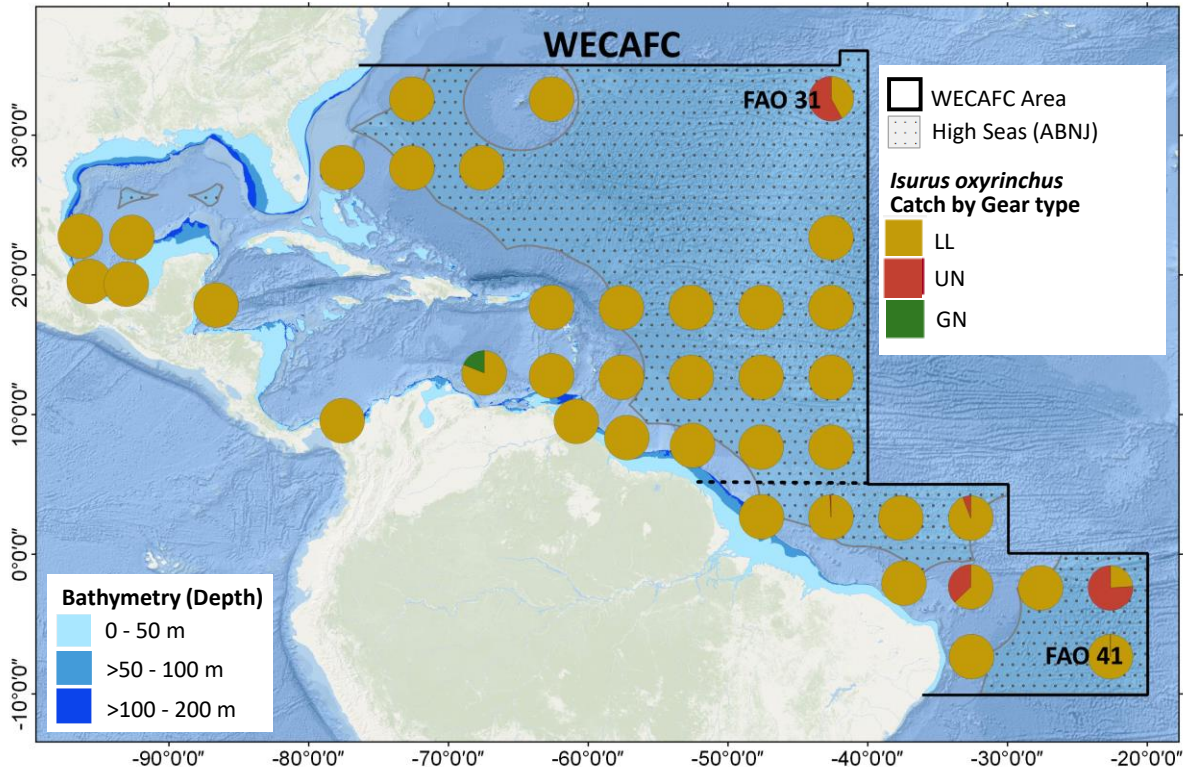 WECAFC
FAO 31
WECAFC Area
High Seas (ABNJ)
Isurus oxyrinchus
Catch by Gear type
LL
UN
GN
30°0'0"
20°0'0"
10°0'0"
0°0'0"
-10°0'0"
FAO 41
Bathymetry (Depth)
0 - 50 m
>50 - 100 m
>100 - 200 m
-90°0'0"
-80°0'0"
-70°0'0"
-60°0'0"
-50°0'0"
-40°0'0"
-30°0'0"
-20°0'0"